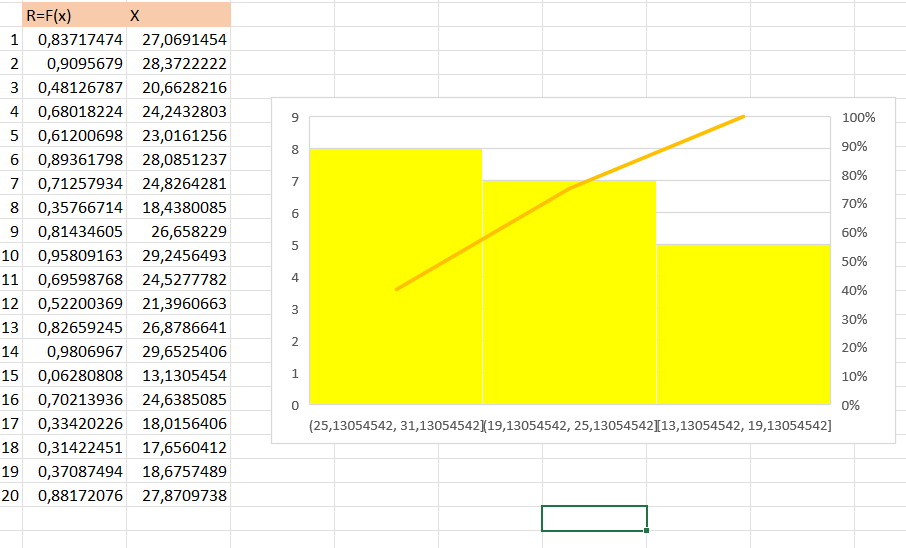 R=F(x) X
1 0,83717474 27,0691454
2 0,9095679 28,3722222
3 0,48126787 20,6628216
4 0,68018224 24,2432803
5 0,61200698 23,0161256
6 0,89361798 28,0851237
7 0,71257934 24,8264281
8 0,35766714 18,4380085
9 0,81434605 26,658229
10 0,95809163 29,2456493
11 0,69598768 24,5277782
12 0,52200369 21,3960663
13 0,82659245 26,8786641
14 0,9806967 29,6525406
15 0,06280808 13,1305454
16 0,70213936 24,6385085
17 0,33420226 18,0156406
18 0,31422451 17,6560412
19 0,37087494 18,6757489
20 0,88172076 27,8709738
9 100%
8 90%
7 80%
6 70%
5 60%
4 50%
3 40%
2 30%
1 20%
0 10%
0%
(25,13054542, 31,13054542] (19,13054542, 25,13054542] [13,13054542, 19,13054542]